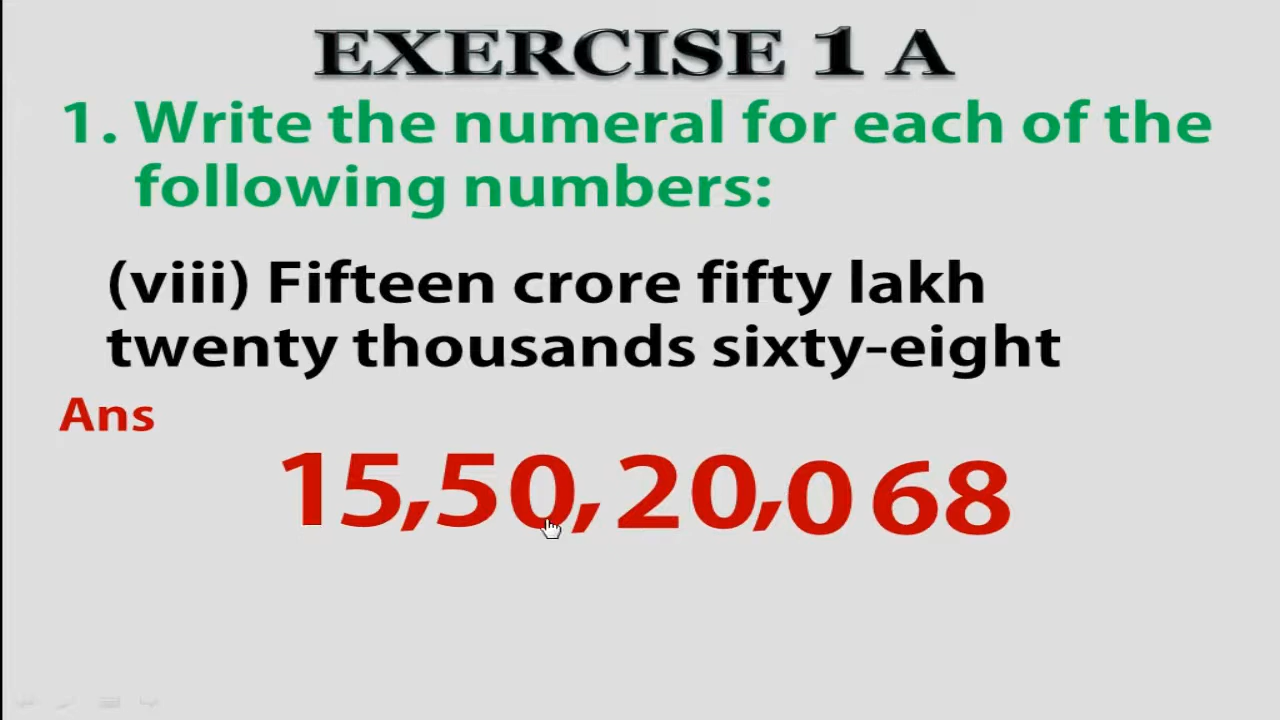 EXERCISE 1 A
1. Write the numeral for each of the
following numbers:
(viii) Fifteen crore fifty lakh
twenty thousands sixty-eight
Ans
15,50,20,068